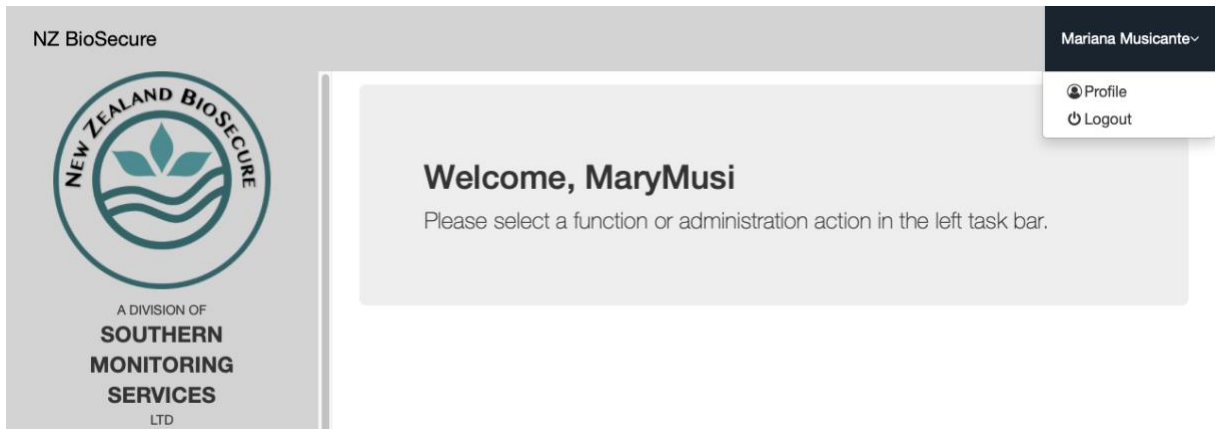 NZ BioSecure
Mariana Musicante
Profile
Logout
NEW ZEALAND BIOSECURE
A DIVISION OF
SOUTHERN
MONITORING
SERVICES
LTD
Welcome, MaryMusi
Please select a function or administration action in the left task bar.